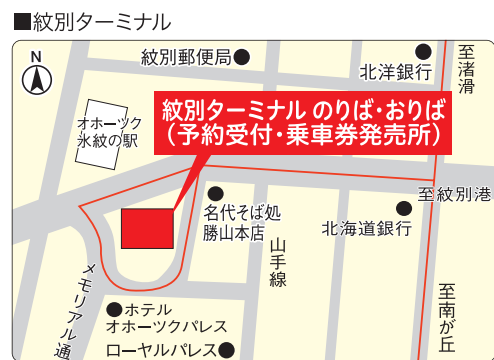 ■紋別ターミナル
N
紋別郵便局
北洋銀行
至渚滑
オホーツク
氷紋の駅
紋別ターミナル のりば・おりば
（予約受付・乗車券発売所）
至紋別港
名代そば処
勝山本店
北海道銀行
山手線
メモリアル通
至南が丘
ホテル
オホーツクパレス
ローヤルパレス